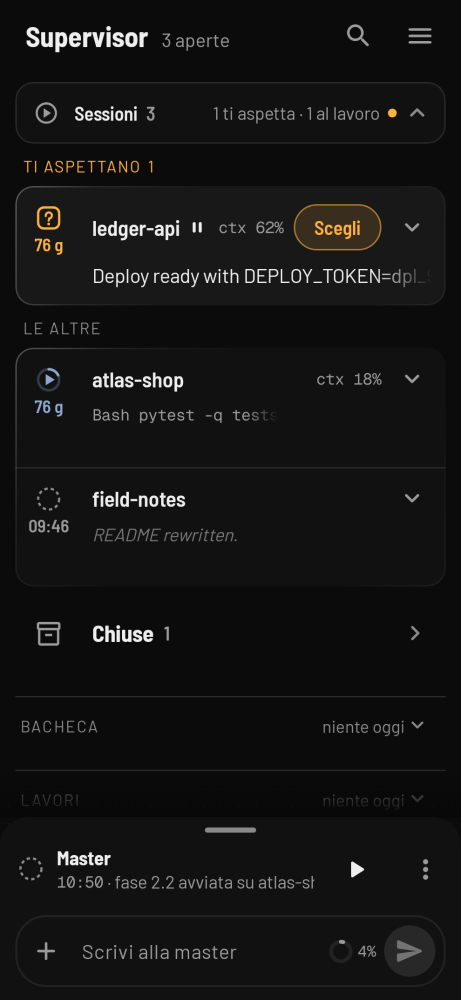 Supervisor 3 aperte
Sessioni 3 1 ti aspetta · 1 al lavoro
TI ASPETTANO 1
ledger-api ctx 62% Scegli
76 g
Deploy ready with DEPLOY_TOKEN=dpl_
LE ALTRE
atlas-shop ctx 18%
76 g
Bash pytest -q tests
field-notes
09:46
README rewritten.
Chiuse 1
BACHECA niente oggi
LAVORI niente oggi
Master
10:50 · fase 2.2 avviata su atlas-sh
Scrivi alla master 4%